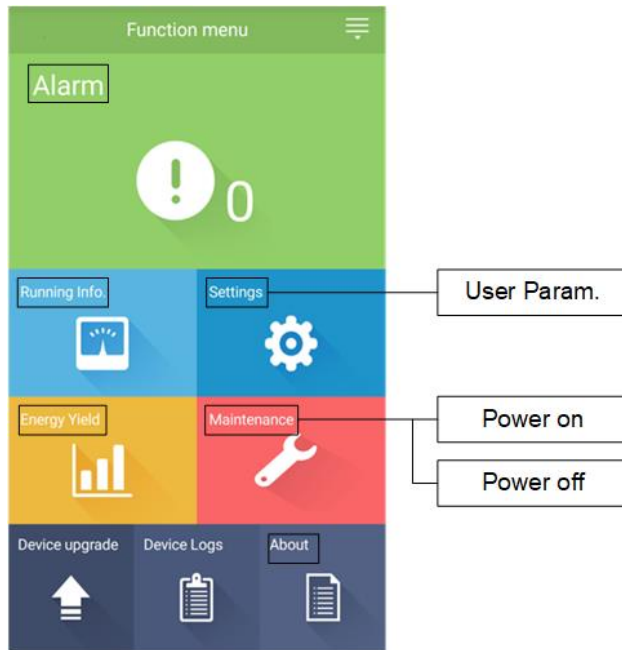 Function menu
Alarm
0
Running Info.
Settings
User Param.
Energy Yield
Maintenance
Power on
Power off
Device upgrade
Device Logs
About